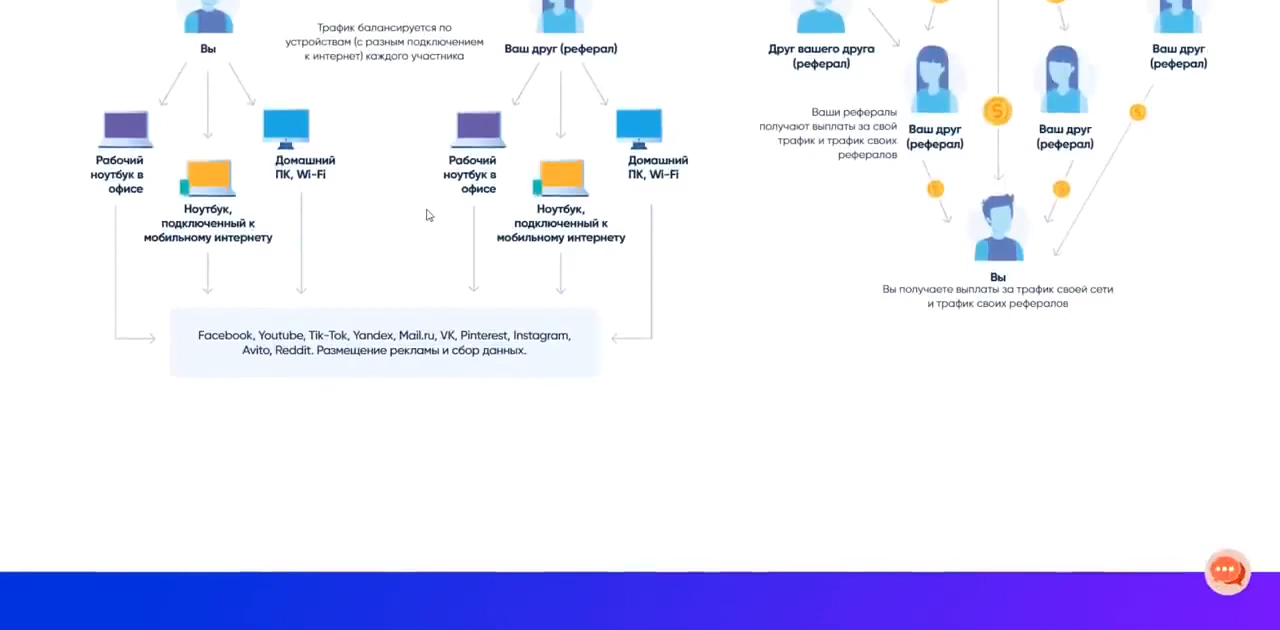 Вы
Трафик балансируется по
устройствам (с разным подключением
к интернет) каждого участника
Ваш друг (реферал)
Рабочий
ноутбук в
офисе
Ноутбук,
подключенный к
мобильному интернету
Домашний
ПК, Wi-Fi
Рабочий
ноутбук в
офисе
Ноутбук,
подключенный к
мобильному интернету
Домашний
ПК, Wi-Fi
Facebook, Youtube, Tik-Tok, Yandex, Mail.ru, VK, Pinterest, Instagram,
Avito, Reddit. Размещение рекламы и сбор данных.
Друг вашего друга
(реферал)
Ваш друг
(реферал)
Ваши рефералы
получают выплаты за свой
трафик и трафик своих
рефералов
Ваш друг
(реферал)
Ваш друг
(реферал)
Вы
Вы получаете выплаты за трафик своей сети
и трафик своих рефералов